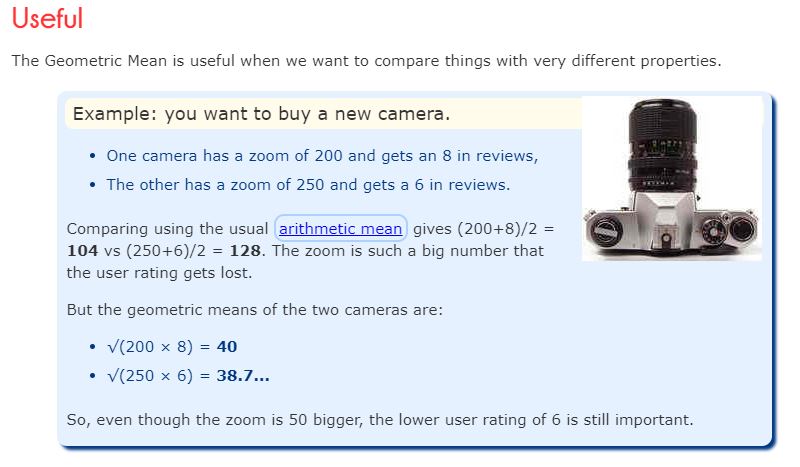 Useful
The Geometric Mean is useful when we want to compare things with very different properties.
Example: you want to buy a new camera.
• One camera has a zoom of 200 and gets an 8 in reviews,
• The other has a zoom of 250 and gets a 6 in reviews.
Comparing using the usual arithmetic mean gives (200+8)/2 =
104 vs (250+6)/2 = 128. The zoom is such a big number that
the user rating gets lost.
But the geometric means of the two cameras are:
• √(200 × 8) = 40
• √(250 × 6) = 38.7...
So, even though the zoom is 50 bigger, the lower user rating of 6 is still important.